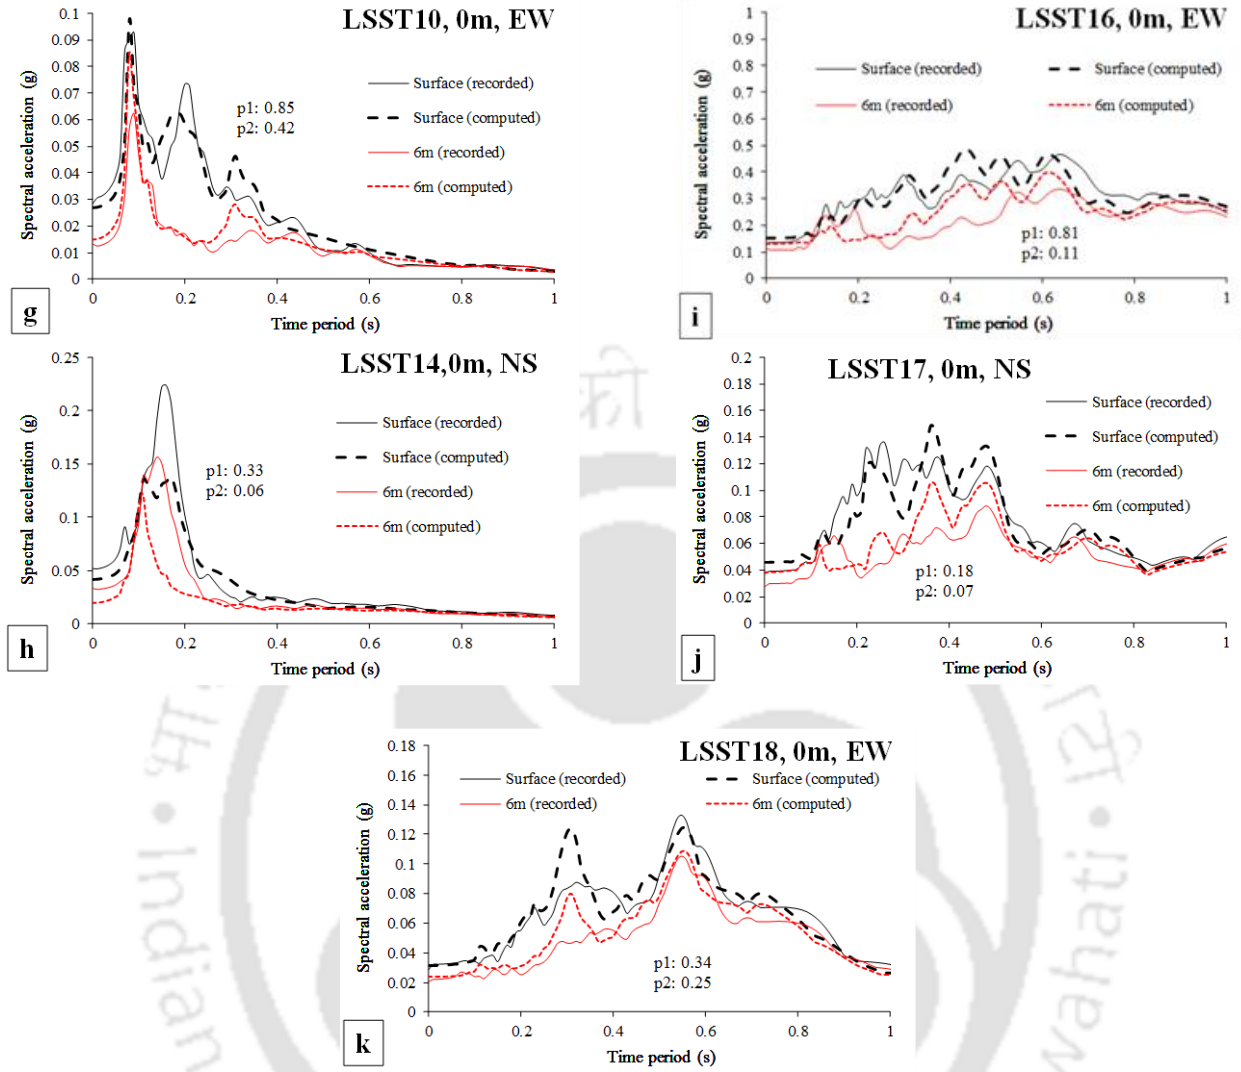 LSST10, 0m, EW
0.1
0.09
0.08
0.07
0.06
0.05
0.04
0.03
0.02
0.01
0
Spectral acceleration (g)
Surface (recorded)
Surface (computed)
6m (recorded)
6m (computed)
p1: 0.85
p2: 0.42
0 0.2 0.4 0.6 0.8 1
Time period (s)
g
LSST16, 0m, EW
1
0.9
0.8
0.7
0.6
0.5
0.4
0.3
0.2
0.1
0
Spectral acceleration (g)
Surface (recorded) Surface (computed)
6m (recorded) 6m (computed)
p1: 0.81
p2: 0.11
0 0.2 0.4 0.6 0.8 1
Time period (s)
i
LSST14,0m, NS
0.25
0.2
0.15
0.1
0.05
0
Spectral acceleration (g)
Surface (recorded)
Surface (computed)
6m (recorded)
6m (computed)
p1: 0.33
p2: 0.06
0 0.2 0.4 0.6 0.8 1
Time period (s)
h
LSST17, 0m, NS
0.2
0.18
0.16
0.14
0.12
0.1
0.08
0.06
0.04
0.02
0
Spectral acceleration (g)
Surface (recorded)
Surface (computed)
6m (recorded)
6m (computed)
p1: 0.18
p2: 0.07
0 0.2 0.4 0.6 0.8 1
Time period (s)
j
LSST18, 0m, EW
0.18
0.16
0.14
0.12
0.1
0.08
0.06
0.04
0.02
0
Spectral acceleration (g)
Surface (recorded) Surface (computed)
6m (recorded) 6m (computed)
p1: 0.34
p2: 0.25
0 0.2 0.4 0.6 0.8 1
Time period (s)
k
की
Indian
wahati